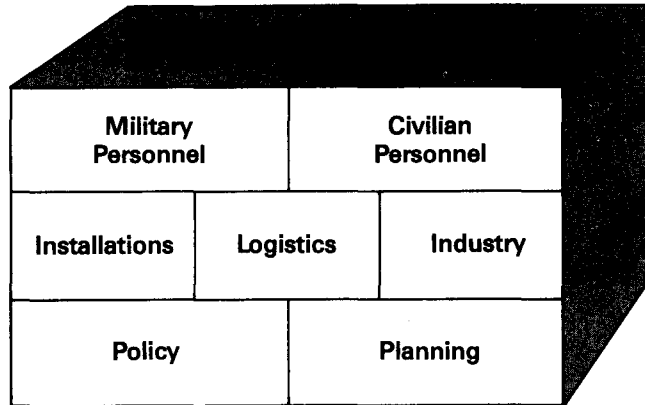 Military
Personnel
Civilian
Personnel
Installations
Logistics
Industry
Policy
Planning